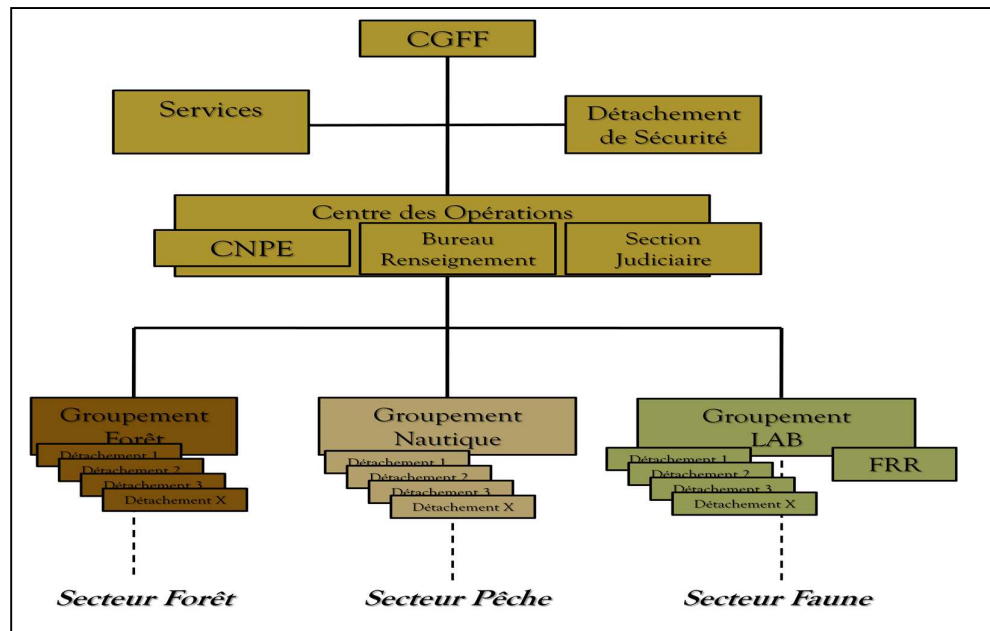 CGFF
Services
Détachement
de Sécurité
Centre des Opérations
CNPE
Bureau
Renseignement
Section
Judiciaire
Groupement
Forêt
Détachement 1
Détachement 2
Détachement 3
Détachement X
Groupement
Nautique
Détachement 1
Détachement 2
Détachement 3
Détachement X
Groupement
LAB
Détachement 1
Détachement 2
Détachement 3
Détachement X
FRR
Secteur Forêt
Secteur Pêche
Secteur Faune